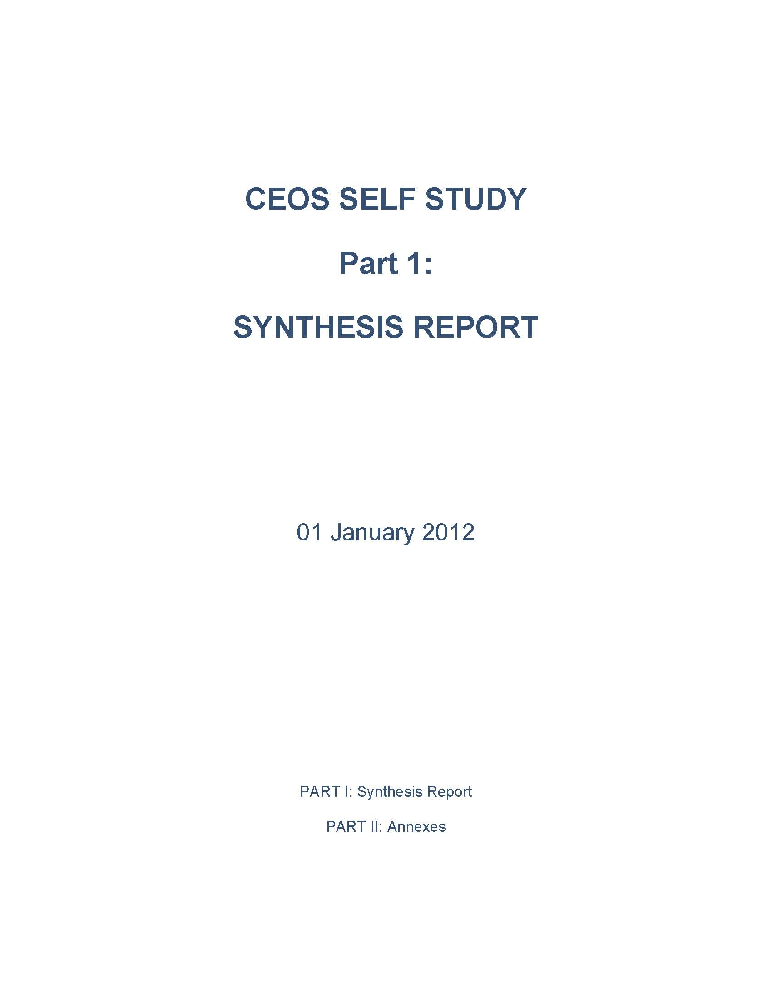 CEOS SELF STUDY
Part 1:
SYNTHESIS REPORT
01 January 2012
PART I: Synthesis Report
PART II: Annexes